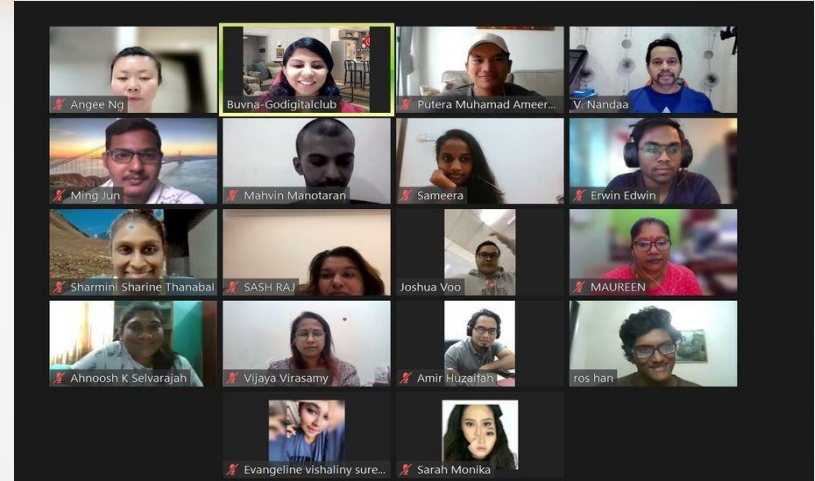 Angee Ng
Buvna-Godigitalclub
Putera Muhamad Ameer...
V. Nandaa
Ming Jun
Mahvin Manotaran
Sameera
Erwin Edwin
Sharmini Sharine Thanabal
SASH RAJ
Joshua Voo
MAUREEN
Ahnoosh K Selvarajah
Vijaya Virasamy
Amir Huzaifah
ros han
Evangeline vishaliny sure...
Sarah Monika